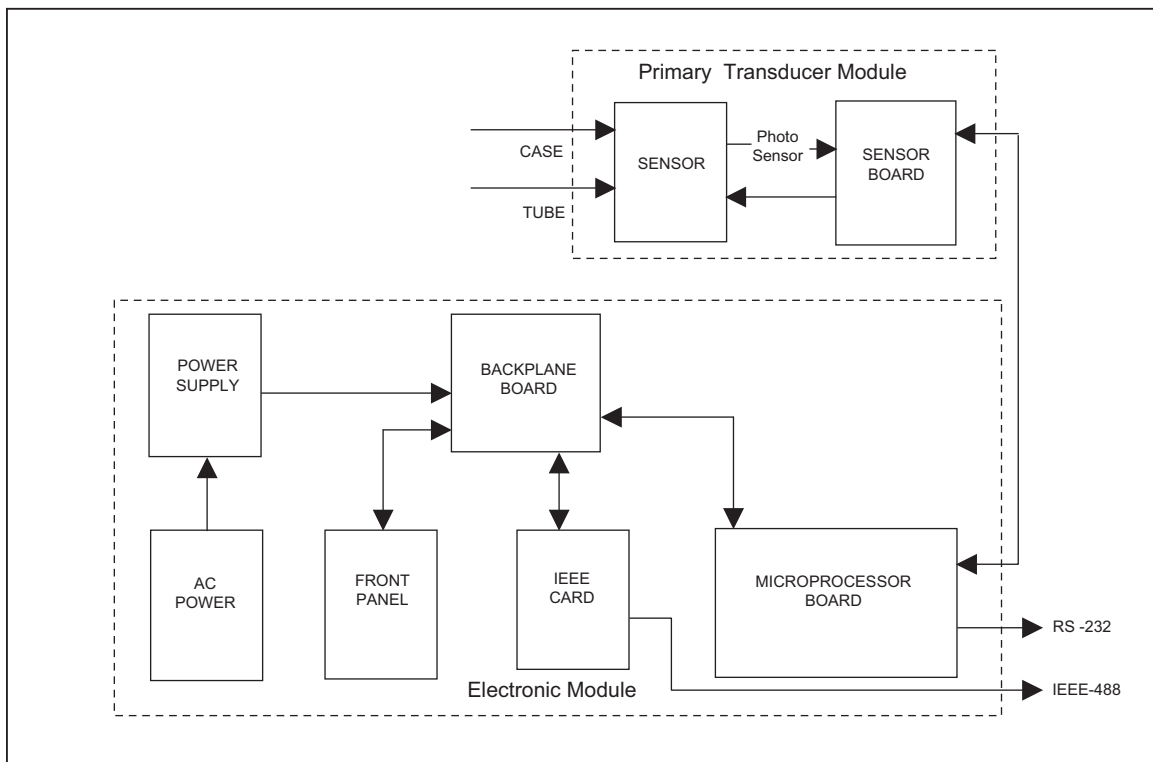 Primary Transducer Module
CASE
TUBE
SENSOR
Photo
Sensor
SENSOR
BOARD
POWER
SUPPLY
BACKPLANE
BOARD
AC
POWER
FRONT
PANEL
IEEE
CARD
MICROPROCESSOR
BOARD
RS -232
IEEE-488
Electronic Module